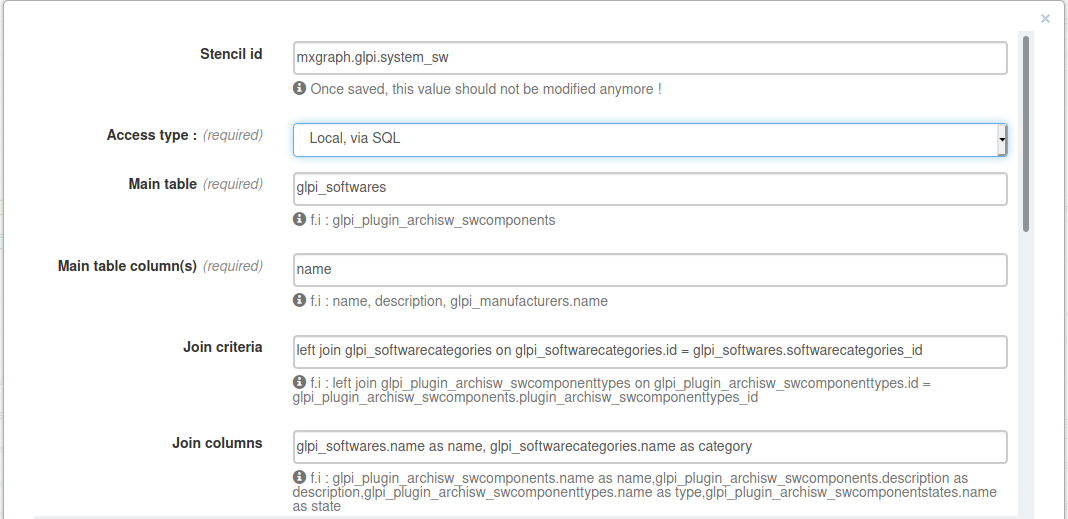 ×
Stencil id
mxgraph.glpi.system_sw
Once saved, this value should not be modified anymore !
Access type : (required)
Local, via SQL
Main table (required)
glpi_softwares
f.i : glpi_plugin_archisw_swcomponents
Main table column(s) (required)
name
f.i : name, description, glpi_manufacturers.name
Join criteria
left join glpi_softwarecategories on glpi_softwarecategories.id = glpi_softwares.softwarecategories_id
f.i : left join glpi_plugin_archisw_swcomponenttypes on glpi_plugin_archisw_swcomponenttypes.id =
glpi_plugin_archisw_swcomponents.plugin_archisw_swcomponenttypes_id
Join columns
glpi_softwares.name as name, glpi_softwarecategories.name as category
f.i : glpi_plugin_archisw_swcomponents.name as name,glpi_plugin_archisw_swcomponents.description as
description,glpi_plugin_archisw_swcomponenttypes.name as type,glpi_plugin_archisw_swcomponentstates.name
as state